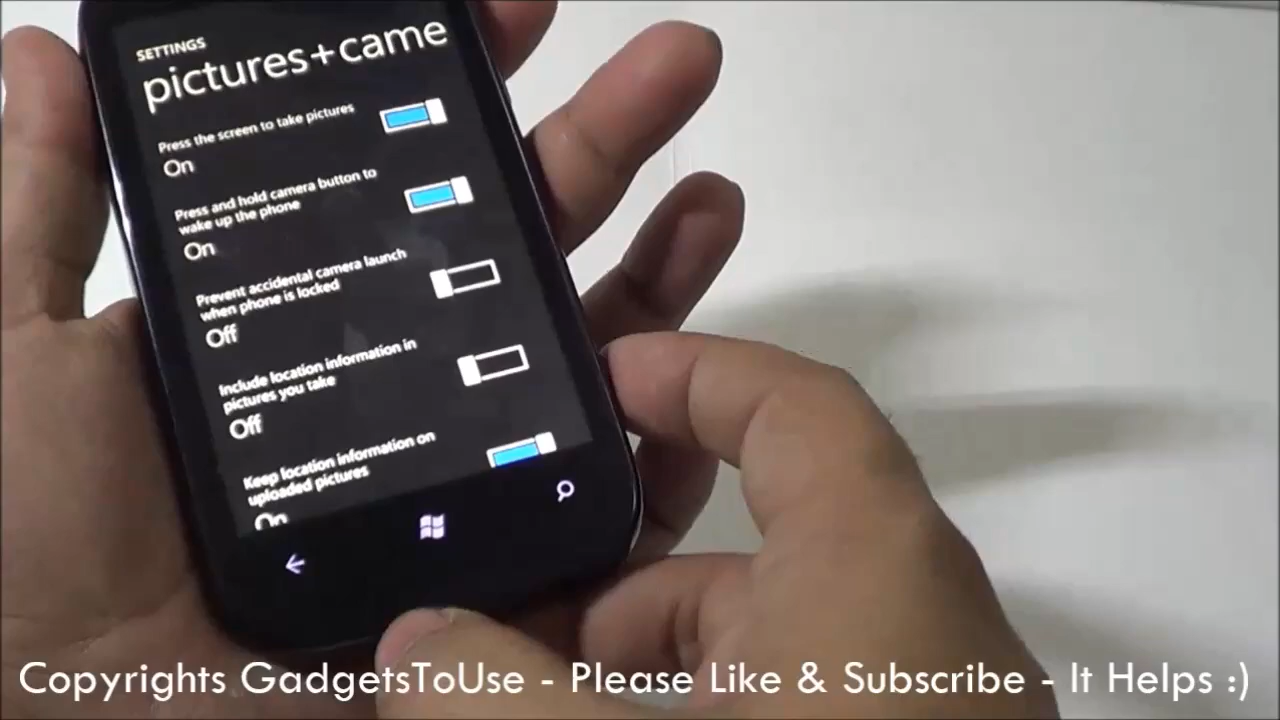 SETTINGS
pictures+came
Press the screen to take pictures
On
Press and hold camera button to
wake up the phone
On
Prevent accidental camera launch
when phone is locked
Off
Include location information in
pictures you take
Off
Keep location information on
uploaded pictures
On
Copyrights GadgetsToUse - Please Like & Subscribe - It Helps :)